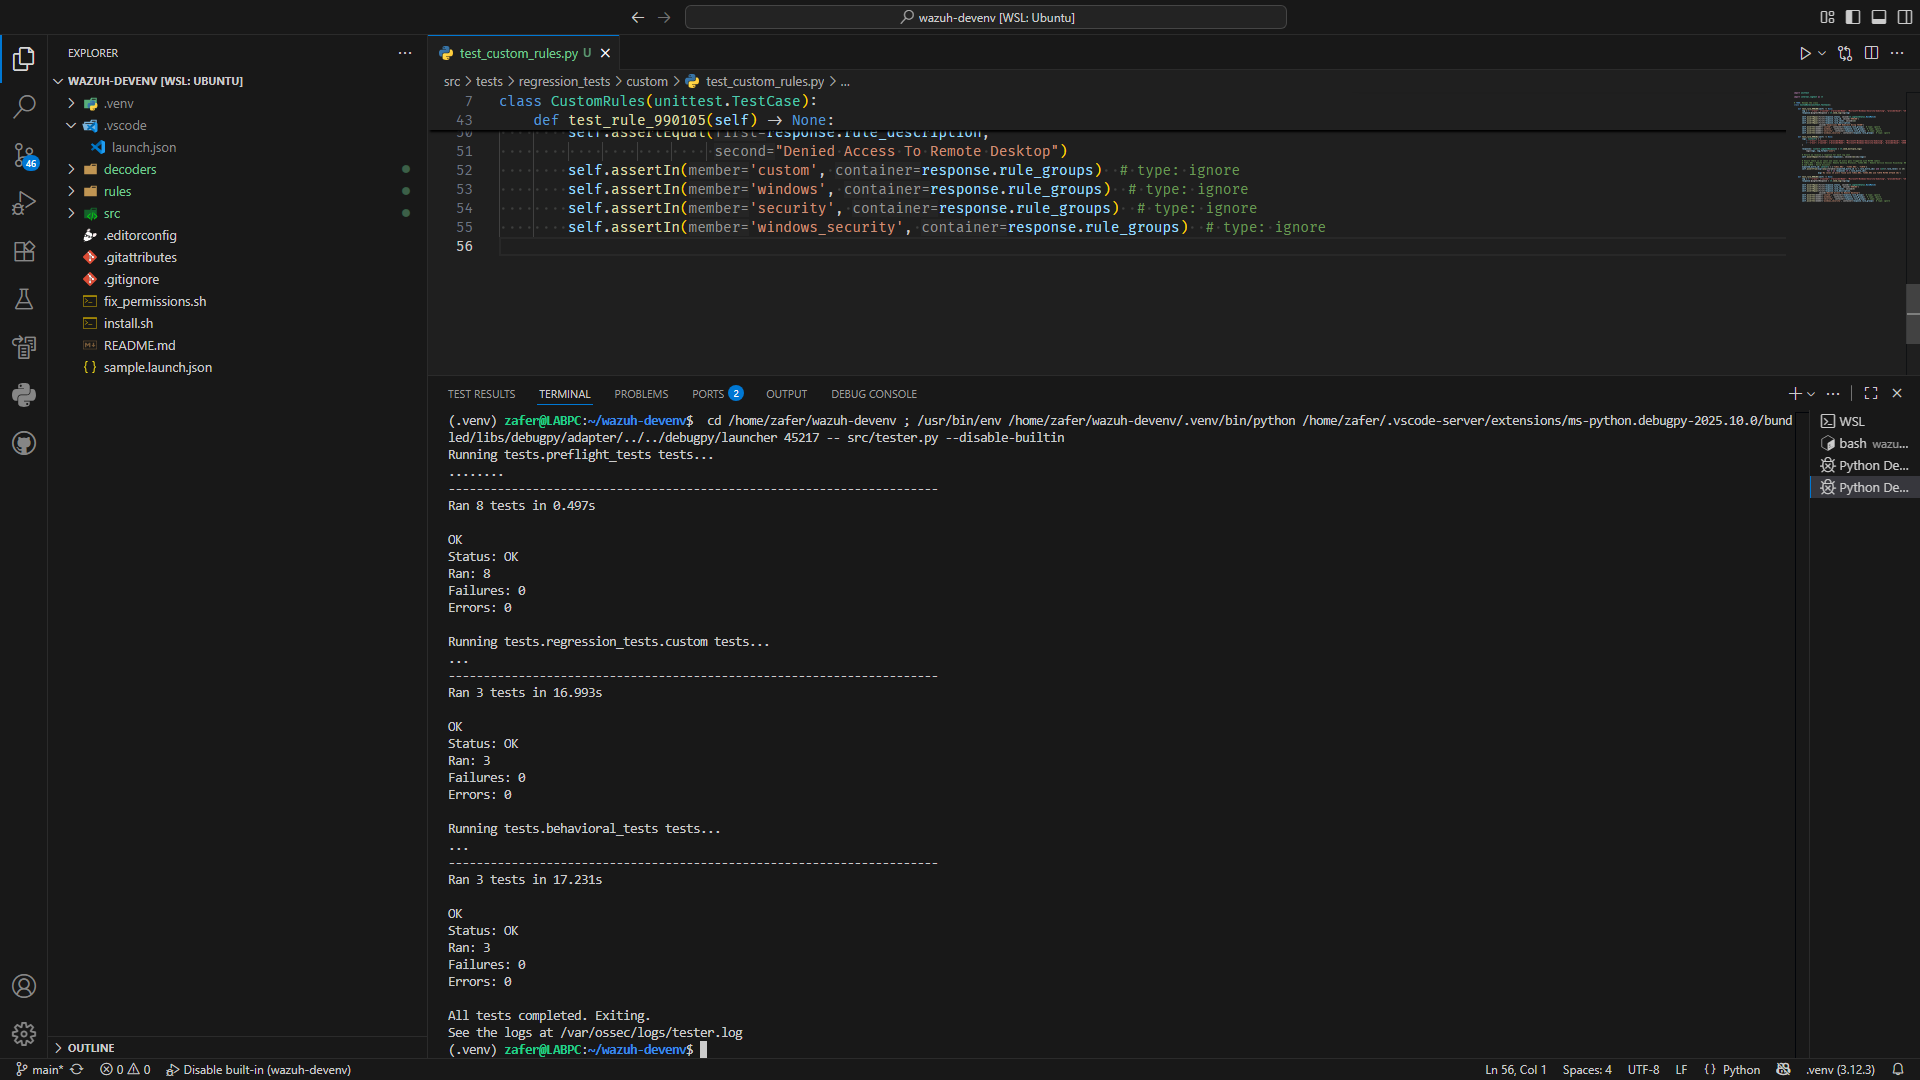 wazuh-devenv [WSL: Ubuntu]
EXPLORER
WAZUH-DEVENV [WSL: UBUNTU]
.venv
.vscode
launch.json
decoders
rules
src
.editorconfig
.gitattributes
.gitignore
fix_permissions.sh
install.sh
README.md
sample.launch.json
OUTLINE
46
test_custom_rules.py U
src > tests > regression_tests > custom > test_custom_rules.py > ...
7 class CustomRules(unittest.TestCase):
43 def test_rule_990105(self) -> None:
50 self.assertEqual(first=response.rule_description,
51 second="Denied Access To Remote Desktop")
52 self.assertIn(member='custom', container=response.rule_groups) # type: ignore
53 self.assertIn(member='windows', container=response.rule_groups) # type: ignore
54 self.assertIn(member='security', container=response.rule_groups) # type: ignore
55 self.assertIn(member='windows_security', container=response.rule_groups) # type: ignore
56
TEST RESULTS TERMINAL PROBLEMS PORTS 2 OUTPUT DEBUG CONSOLE
(.venv) zafer@LABPC:~/wazuh-devenv$ cd /home/zafer/wazuh-devenv ; /usr/bin/env /home/zafer/wazuh-devenv/.venv/bin/python /home/zafer/.vscode-server/extensions/ms-python.debugpy-2025.10.0/bund
led/libs/debugpy/adapter/../../debugpy/launcher 45217 -- src/tester.py --disable-builtin
Running tests.preflight_tests tests...
........
----------------------------------------------------------------------
Ran 8 tests in 0.497s
OK
Status: OK
Ran: 8
Failures: 0
Errors: 0
Running tests.regression_tests.custom tests...
...
----------------------------------------------------------------------
Ran 3 tests in 16.993s
OK
Status: OK
Ran: 3
Failures: 0
Errors: 0
Running tests.behavioral_tests tests...
...
----------------------------------------------------------------------
Ran 3 tests in 17.231s
OK
Status: OK
Ran: 3
Failures: 0
Errors: 0
All tests completed. Exiting.
See the logs at /var/ossec/logs/tester.log
(.venv) zafer@LABPC:~/wazuh-devenv$
WSL
bash wazu...
Python De...
Python De...
main* 0 0 Disable built-in (wazuh-devenv) Ln 56, Col 1 Spaces: 4 UTF-8 LF {} Python .venv (3.12.3)